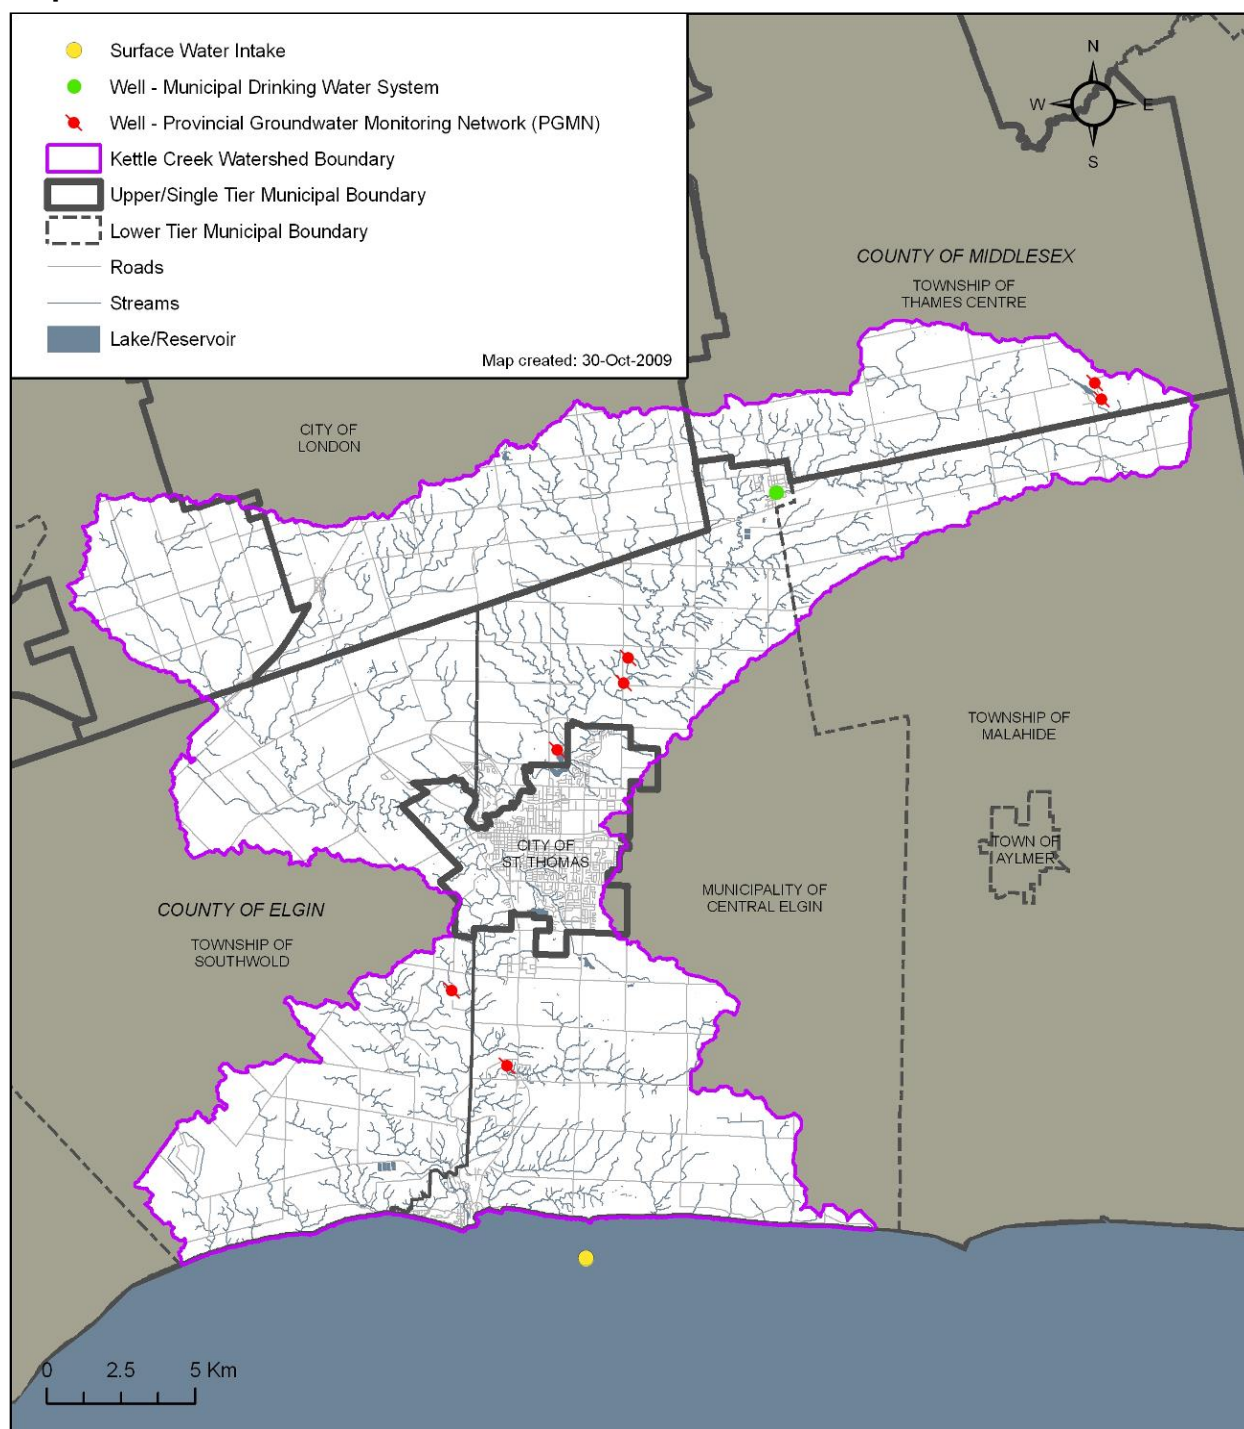 Surface Water Intake
Well - Municipal Drinking Water System
Well - Provincial Groundwater Monitoring Network (PGMN)
Kettle Creek Watershed Boundary
Upper/Single Tier Municipal Boundary
Lower Tier Municipal Boundary
Roads
Streams
Lake/Reservoir
Map created: 30-Oct-2009
N
W
E
S
COUNTY OF MIDDLESEX
TOWNSHIP OF
THAMES CENTRE
CITY OF
LONDON
TOWNSHIP OF
MALAHIDE
TOWN OF
AYLMER
CITY OF
ST. THOMAS
MUNICIPALITY OF
CENTRAL ELGIN
COUNTY OF ELGIN
TOWNSHIP OF
SOUTHWOLD
0 2.5 5 Km